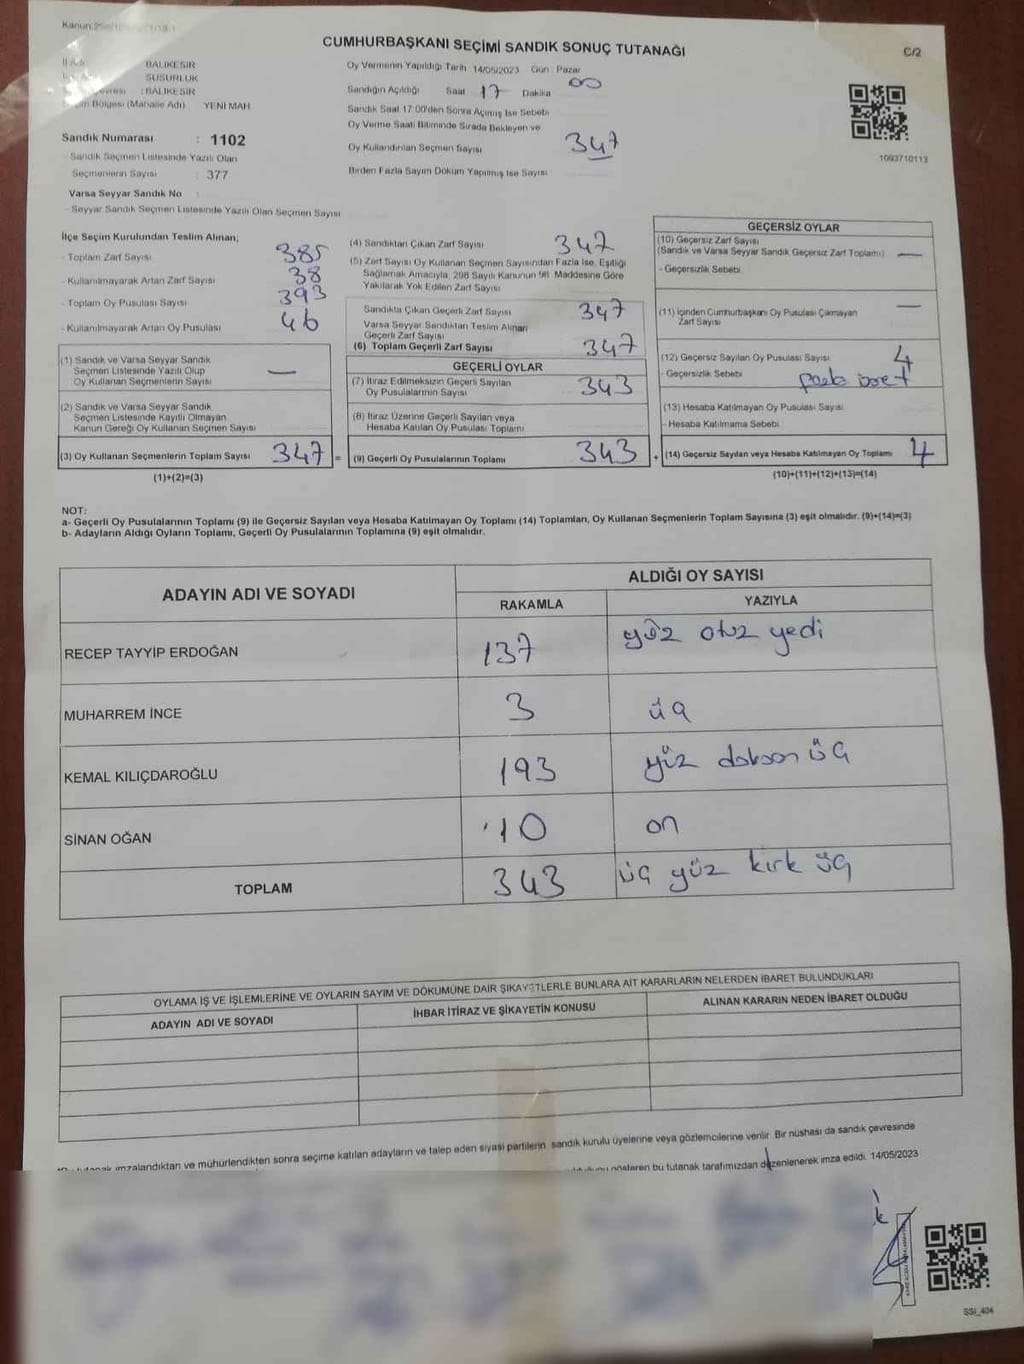 CUMHURBAŞKANI SEÇİMİ SANDIK SONUÇ TUTANAĞI
C/2
BALIKESİR
SUSURLUK
: BALIKESİR
Bölgesi (Mahalle Adı) YENİ MAH
Sandık Numarası : 1102
- Sandık Seçmen Listesinde Yazılı Olan
Seçmenlerin Sayısı : 377
Varsa Seyyar Sandık No
- Seyyar Sandık Seçmen Listesinde Yazılı Olan Seçmen Sayısı
Oy Vermenin Yapıldığı Tarih 14/05/2023 Gün : Pazar
Sandığın Açıldığı Saat 17 Dakika 00
Sandık Saat 17:00'den Sonra Açılmış İse Sebebi
Oy Verme Saati Bitiminde Sırada Bekleyen ve
Oy Kullandırılan Seçmen Sayısı 347
Birden Fazla Sayım Döküm Yapılmış İse Sayısı
1093710113
İlçe Seçim Kurulundan Teslim Alınan;
- Toplam Zarf Sayısı 385
- Kullanılmayarak Artan Zarf Sayısı 38
- Toplam Oy Pusulası Sayısı 393
- Kullanılmayarak Artan Oy Pusulası 46
(1) Sandık ve Varsa Seyyar Sandık
Seçmen Listesinde Yazılı Olup
Oy Kullanan Seçmenlerin Sayısı —
(2) Sandık ve Varsa Seyyar Sandık
Seçmen Listesinde Kayıtlı Olmayan
Kanun Gereği Oy Kullanan Seçmen Sayısı
(3) Oy Kullanan Seçmenlerin Toplam Sayısı 347 =
(1)+(2)=(3)
(4) Sandıktan Çıkan Zarf Sayısı 347
(5) Zarf Sayısı Oy Kullanan Seçmen Sayısından Fazla İse, Eşitliği
Sağlamak Amacıyla, 298 Sayılı Kanunun 98. Maddesine Göre
Yakılarak Yok Edilen Zarf Sayısı
Sandıkta Çıkan Geçerli Zarf Sayısı 347
Varsa Seyyar Sandıktan Teslim Alınan
Geçerli Zarf Sayısı
(6) Toplam Geçerli Zarf Sayısı 347
GEÇERLİ OYLAR
(7) İtiraz Edilmeksizin Geçerli Sayılan
Oy Pusulasının Sayısı 343
(8) İtiraz Üzerine Geçerli Sayılan veya
Hesaba Katılan Oy Pusulası Toplamı
(9) Geçerli Oy Pusulalarının Toplamı 343 +
GEÇERSİZ OYLAR
(10) Geçersiz Zarf Sayısı
(Sandık ve Varsa Seyyar Sandık Geçersiz Zarf Toplamı) —
- Geçersizlik Sebebi
(11) İçinden Cumhurbaşkanı Oy Pusulası Çıkmayan
Zarf Sayısı —
(12) Geçersiz Sayılan Oy Pusulası Sayısı 4
- Geçersizlik Sebebi
(13) Hesaba Katılmayan Oy Pusulası Sayısı
- Hesaba Katılmama Sebebi
(14) Geçersiz Sayılan veya Hesaba Katılmayan Oy Toplamı 4
(10)+(11)+(12)+(13)=(14)
NOT:
a- Geçerli Oy Pusulalarının Toplamı (9) ile Geçersiz Sayılan veya Hesaba Katılmayan Oy Toplamı (14) Toplamları, Oy Kullanan Seçmenlerin Toplam Sayısına (3) eşit olmalıdır. (9)+(14)=(3)
b- Adayların Aldığı Oyların Toplamı, Geçerli Oy Pusulalarının Toplamına (9) eşit olmalıdır.
ADAYIN ADI VE SOYADI
ALDIĞI OY SAYISI
RAKAMLA
YAZIYLA
RECEP TAYYİP ERDOĞAN 137 yüz otuz yedi
MUHARREM İNCE 3 üç
KEMAL KILIÇDAROĞLU 193 yüz doksan üç
SİNAN OĞAN 10 on
TOPLAM 343 üç yüz kırk üç
OYLAMA İŞ VE İŞLEMLERİNE VE OYLARIN SAYIM VE DÖKÜMÜNE DAİR ŞİKAYETLERLE BUNLARA AİT KARARLARIN NELERDEN İBARET BULUNDUKLARI
ADAYIN ADI VE SOYADI
İHBAR İTİRAZ VE ŞİKAYETİN KONUSU
ALINAN KARARIN NEDEN İBARET OLDUĞU
imzalandıktan ve mühürlendikten sonra seçime katılan adayların ve talep eden siyasi partilerin sandık kurulu üyelerine veya gözlemcilerine verilir. Bir nüshası da sandık çevresinde
bu tutanak tarafımızdan düzenlenerek imza edildi. 14/05/2023
SSI_404